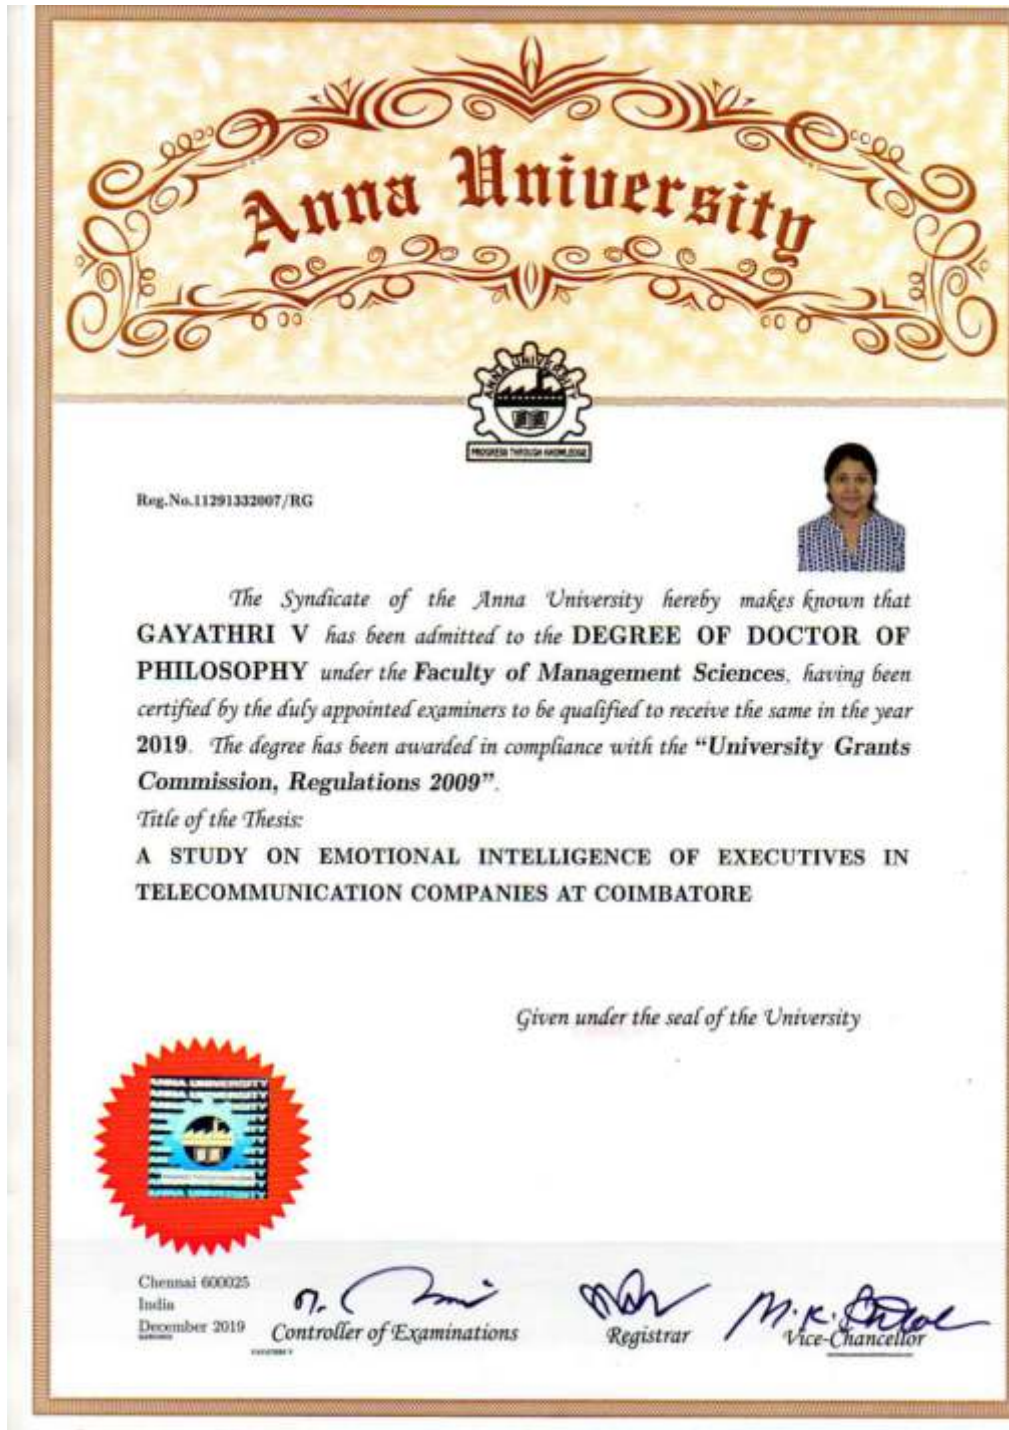 Anna University
ANNA UNIVERSITY
PROGRESS THROUGH KNOWLEDGE
Reg.No.11291332007/RG
The Syndicate of the Anna University hereby makes known that
GAYATHRI V has been admitted to the DEGREE OF DOCTOR OF
PHILOSOPHY under the Faculty of Management Sciences, having been
certified by the duly appointed examiners to be qualified to receive the same in the year
2019. The degree has been awarded in compliance with the “University Grants
Commission, Regulations 2009”.
Title of the Thesis:
A STUDY ON EMOTIONAL INTELLIGENCE OF EXECUTIVES IN
TELECOMMUNICATION COMPANIES AT COIMBATORE
Given under the seal of the University
ANNA UNIVERSITY
Chennai 600025
India
December 2019
Controller of Examinations
GAYATHRI V
Registrar
M.K.
Vice-Chancellor